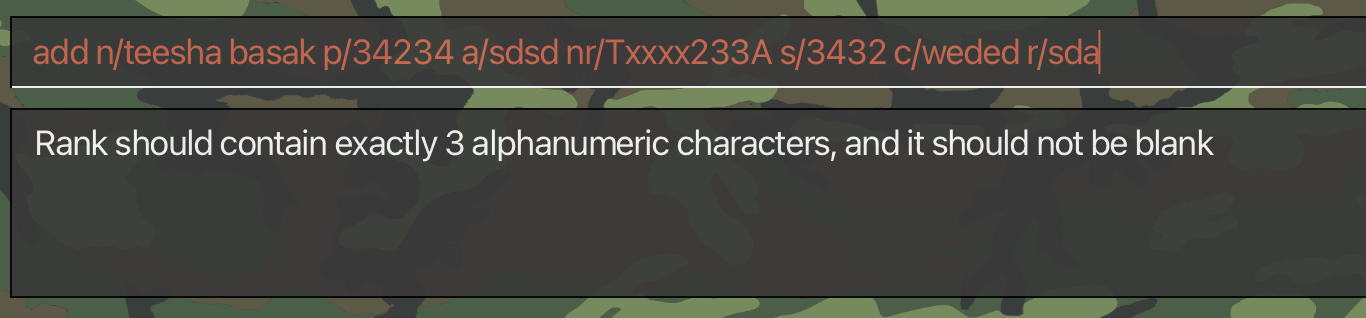 add n/teesha basak p/34234 a/sdsd nr/Txxxx233A s/3432 c/weded r/sda
Rank should contain exactly 3 alphanumeric characters, and it should not be blank